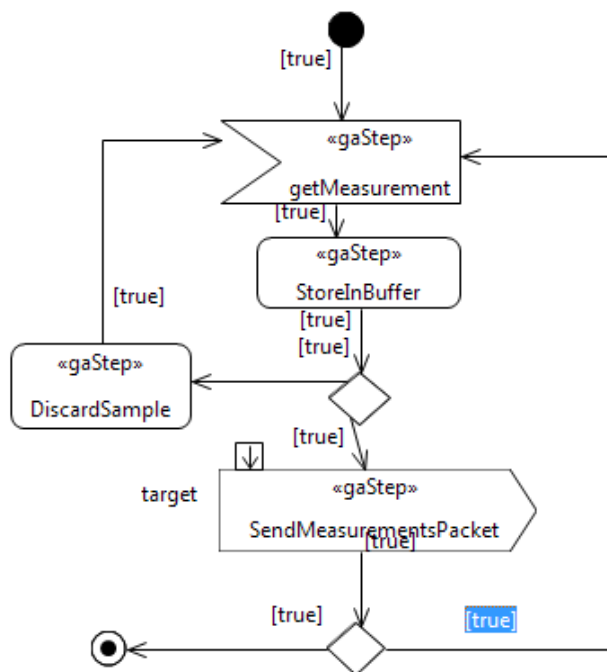 [true]
«gaStep»
getMeasurement
[true]
«gaStep»
StoreInBuffer
[true]
[true]
[true]
«gaStep»
DiscardSample
[true]
target
«gaStep»
SendMeasurementsPacket
[true]
[true]
[true]